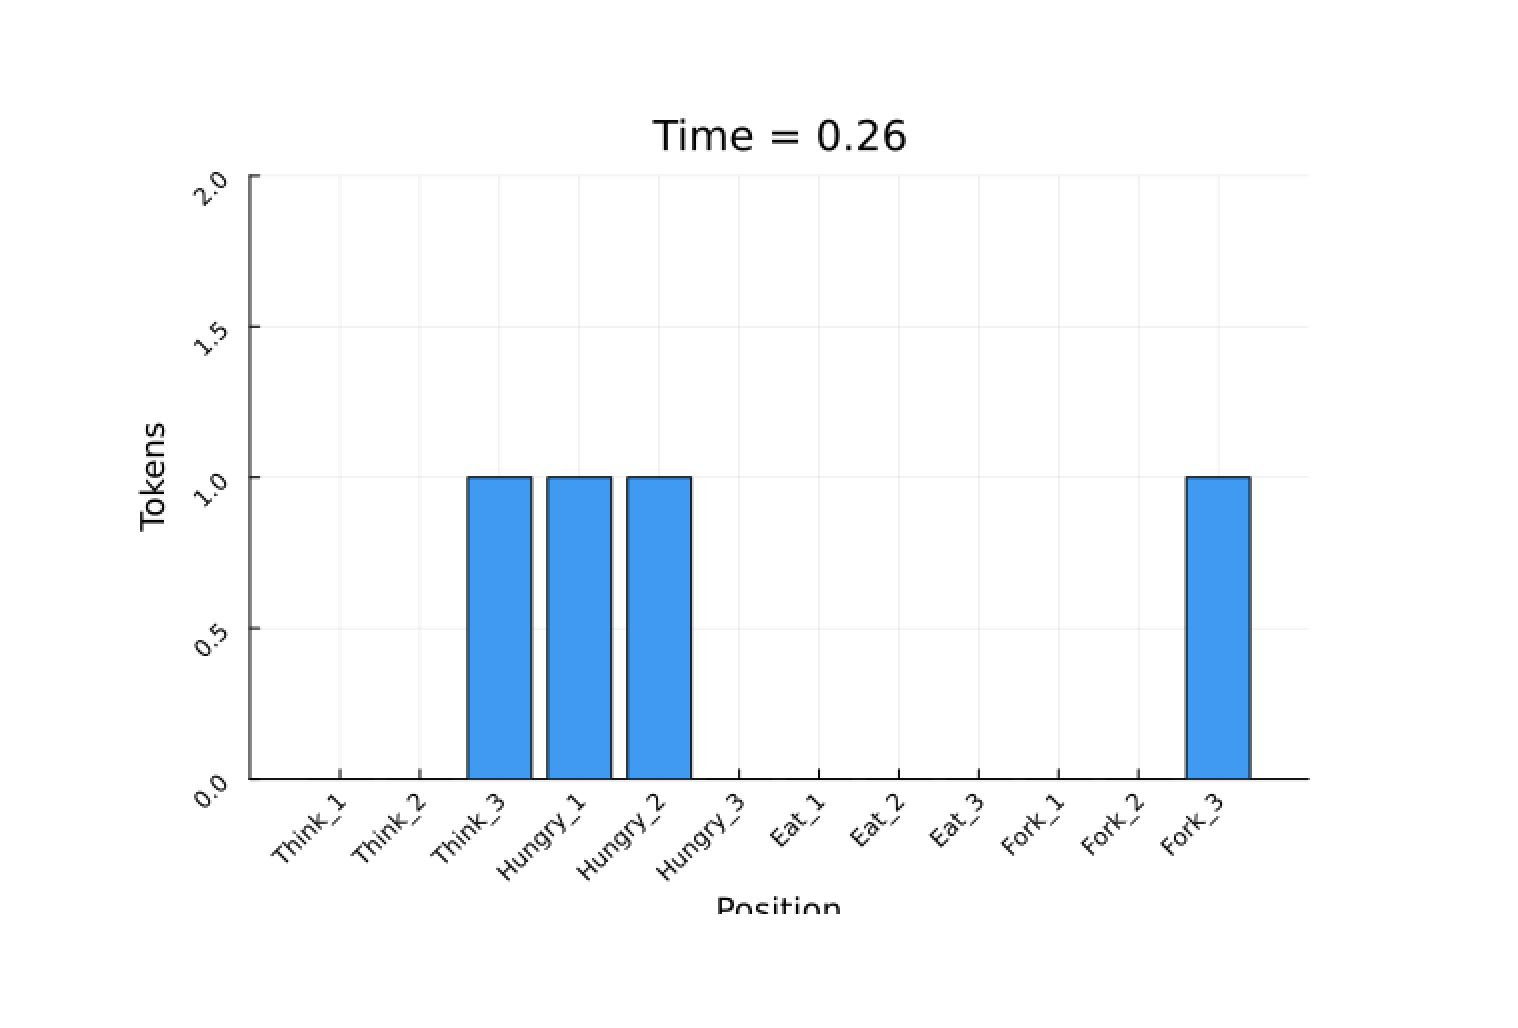 Time = 0.26
Tokens
2.0
1.5
1.0
0.5
0.0
Think_1
Think_2
Think_3
Hungry_1
Hungry_2
Hungry_3
Eat_1
Eat_2
Eat_3
Fork_1
Fork_2
Fork_3
Position